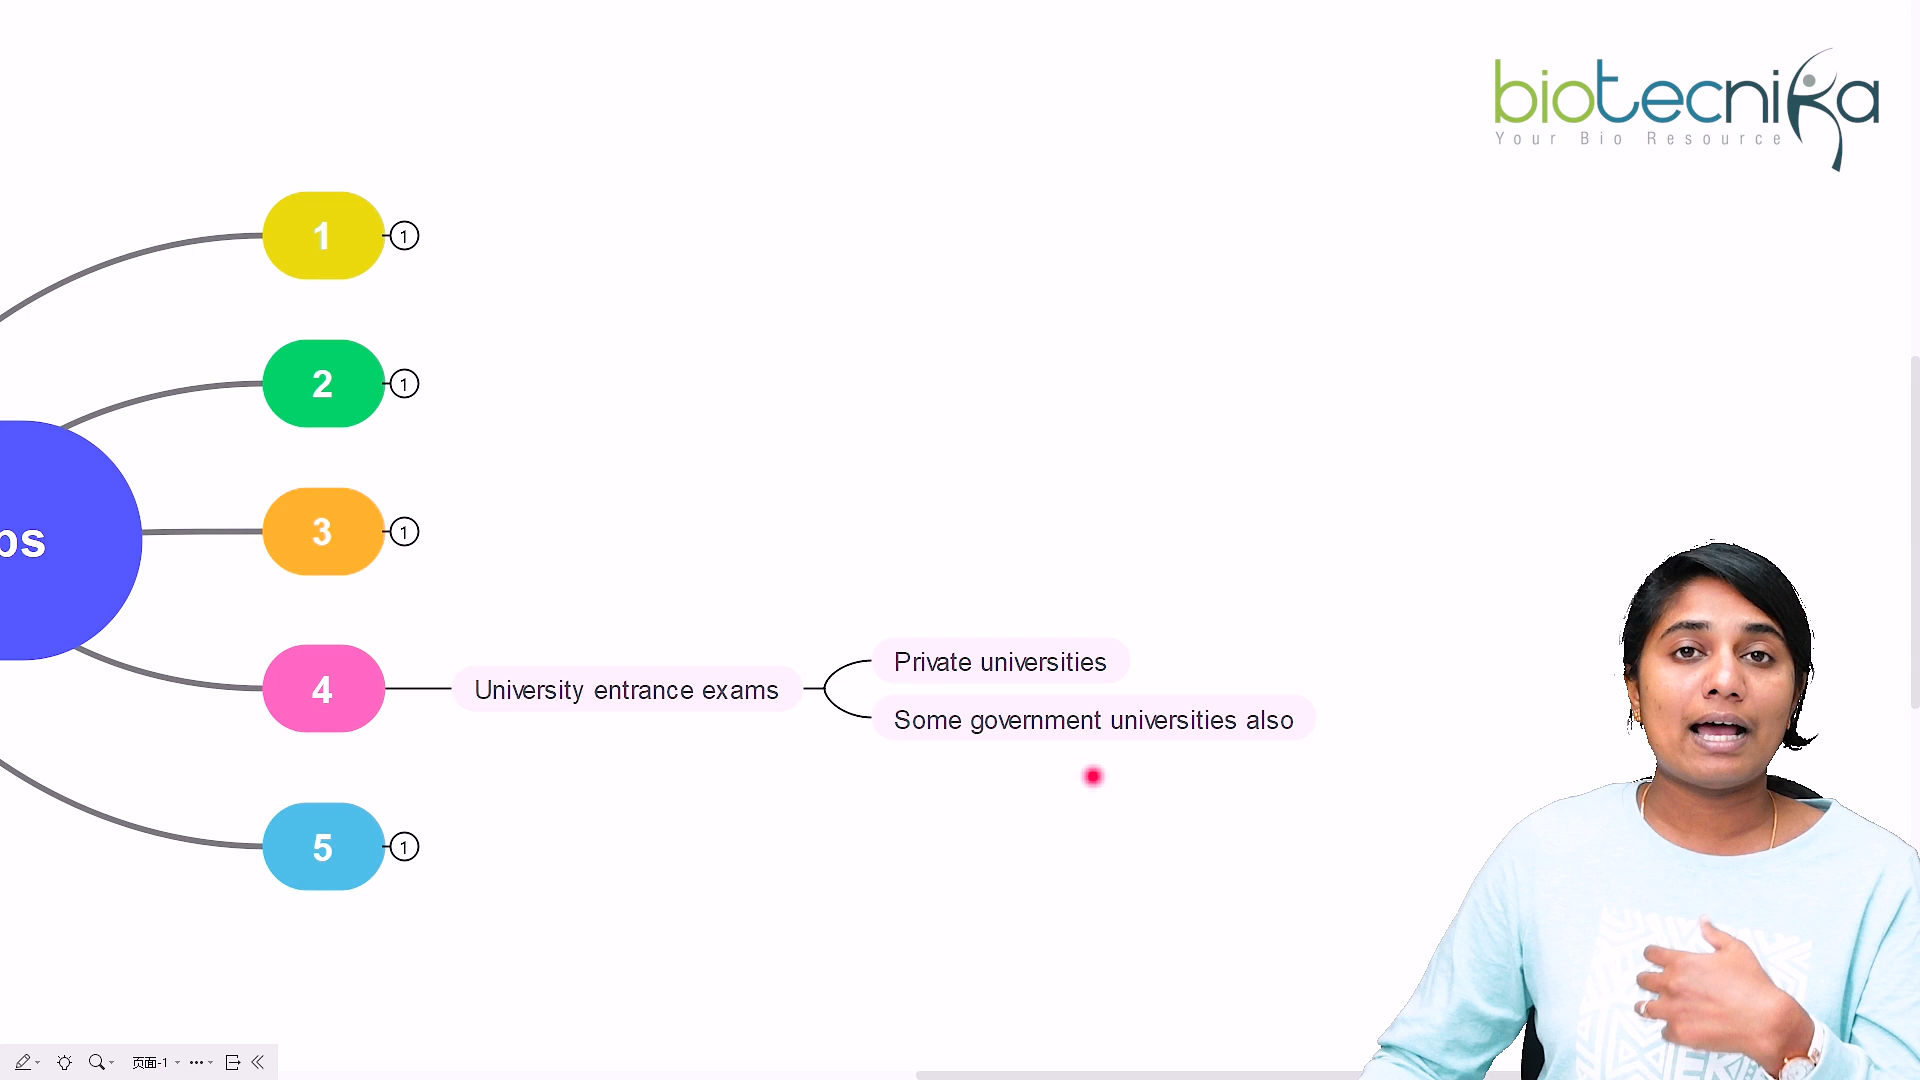 biotecnika
Your Bio Resource
1
1
2
1
ps
3
1
4
University entrance exams
Private universities
Some government universities also
5
1
页面-1